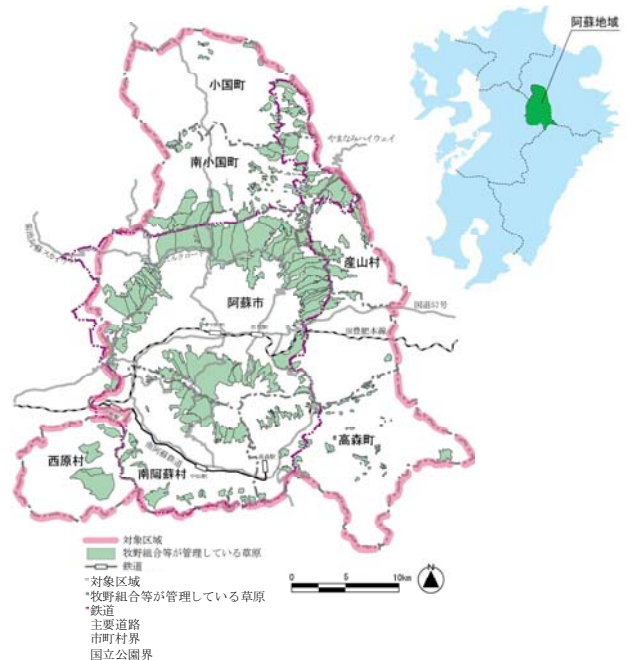 阿蘇地域
小国町
やまなみハイウェイ
南小国町
産山村
阿蘇市
国道57号
JR豊肥本線
高森町
西原村
南阿蘇鉄道
南阿蘇村
対象区域
牧野組合等が管理している草原
鉄道
0 5 10km
N
対象区域
牧野組合等が管理している草原
鉄道
主要道路
市町村界
国立公園界